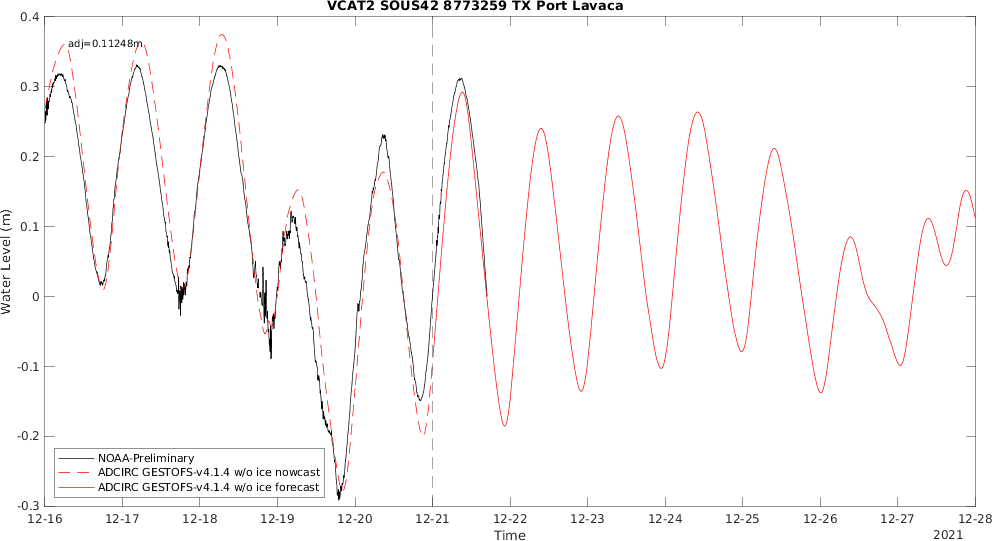 VCAT2 SOUS42 8773259 TX Port Lavaca
adj=0.11248m
Water Level (m)
0.4
0.3
0.2
0.1
0
-0.1
-0.2
-0.3
NOAA-Preliminary
ADCIRC GESTOFS-v4.1.4 w/o ice nowcast
ADCIRC GESTOFS-v4.1.4 w/o ice forecast
12-16 12-17 12-18 12-19 12-20 12-21 12-22 12-23 12-24 12-25 12-26 12-27 12-28
Time
2021